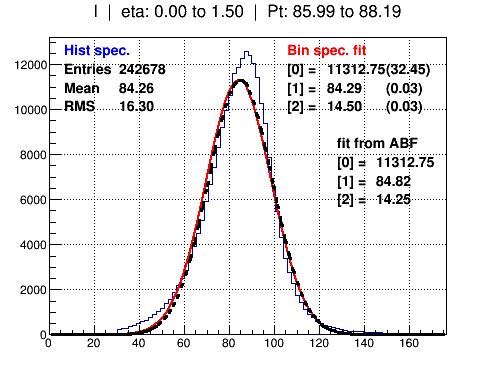 I | eta: 0.00 to 1.50 | Pt: 85.99 to 88.19
Hist spec.
Entries 242678
Mean 84.26
RMS 16.30
Bin spec. fit
[0] = 11312.75(32.45)
[1] = 84.29 (0.03)
[2] = 14.50 (0.03)
fit from ABF
[0] = 11312.75
[1] = 84.82
[2] = 14.25
12000
10000
8000
6000
4000
2000
0
0 20 40 60 80 100 120 140 160